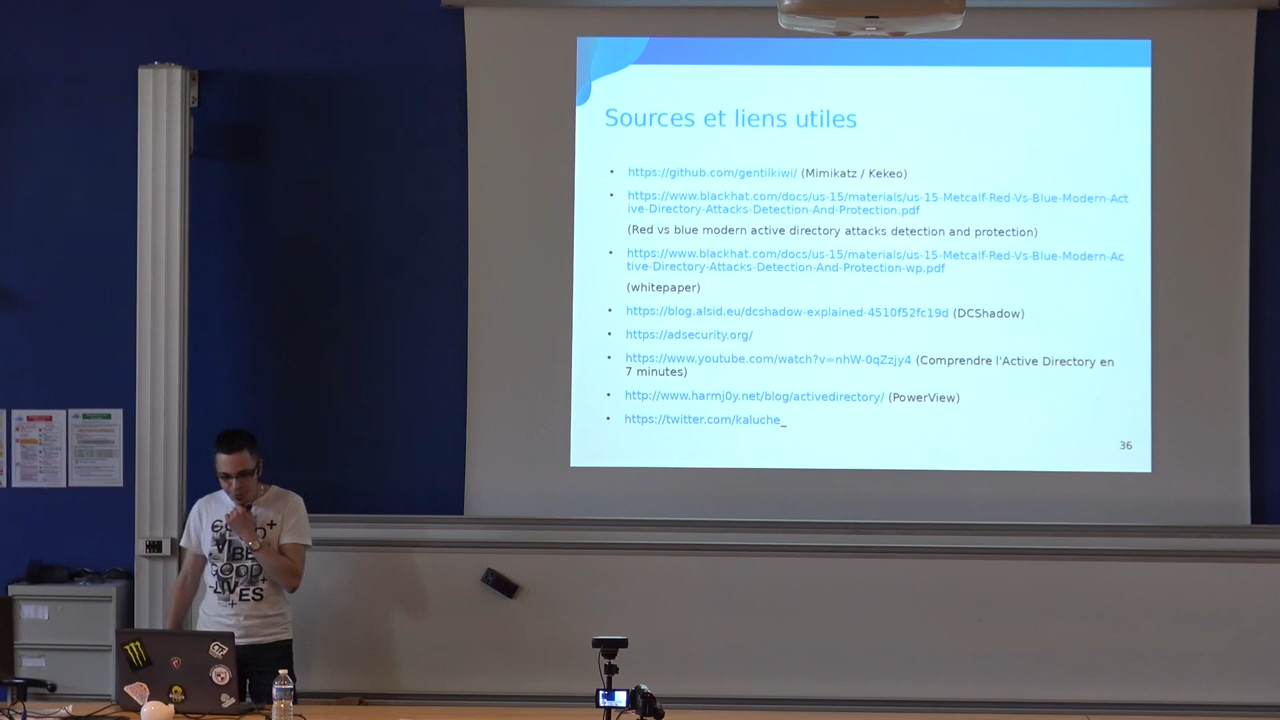 Sources et liens utiles
• https://github.com/gentilkiwi/ (Mimikatz / Kekeo)
• https://www.blackhat.com/docs/us-15/materials/us-15-Metcalf-Red-Vs-Blue-Modern-Act
ive-Directory-Attacks-Detection-And-Protection.pdf
(Red vs blue modern active directory attacks detection and protection)
• https://www.blackhat.com/docs/us-15/materials/us-15-Metcalf-Red-Vs-Blue-Modern-Ac
tive-Directory-Attacks-Detection-And-Protection-wp.pdf
(whitepaper)
• https://blog.alsid.eu/dcshadow-explained-4510f52fc19d (DCShadow)
• https://adsecurity.org/
• https://www.youtube.com/watch?v=nhW-0qZzjy4 (Comprendre l'Active Directory en
7 minutes)
• http://www.harmj0y.net/blog/activedirectory/ (PowerView)
• https://twitter.com/kaluche_
36
VIBE
GOOD
LIVES